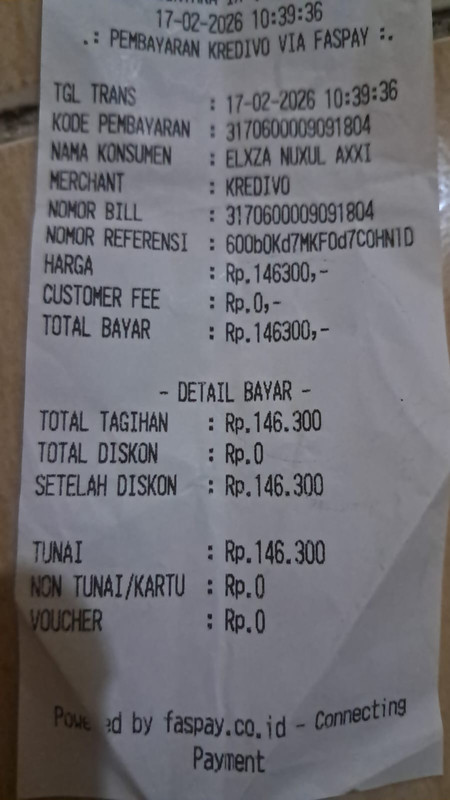 17-02-2026 10:39:36
.: PEMBAYARAN KREDIVO VIA FASPAY :.
TGL TRANS : 17-02-2026 10:39:36
KODE PEMBAYARAN : 3170600009091804
NAMA KONSUMEN : ELXZA NUXUL AXXI
MERCHANT : KREDIVO
NOMOR BILL : 3170600009091804
NOMOR REFERENSI : 600b0Kd7MKF0d7C0HN1D
HARGA : Rp.146300,-
CUSTOMER FEE : Rp.0,-
TOTAL BAYAR : Rp.146300,-
- DETAIL BAYAR -
TOTAL TAGIHAN : Rp.146.300
TOTAL DISKON : Rp.0
SETELAH DISKON : Rp.146.300
TUNAI : Rp.146.300
NON TUNAI/KARTU : Rp.0
VOUCHER : Rp.0
Powered by faspay.co.id - Connecting
Payment